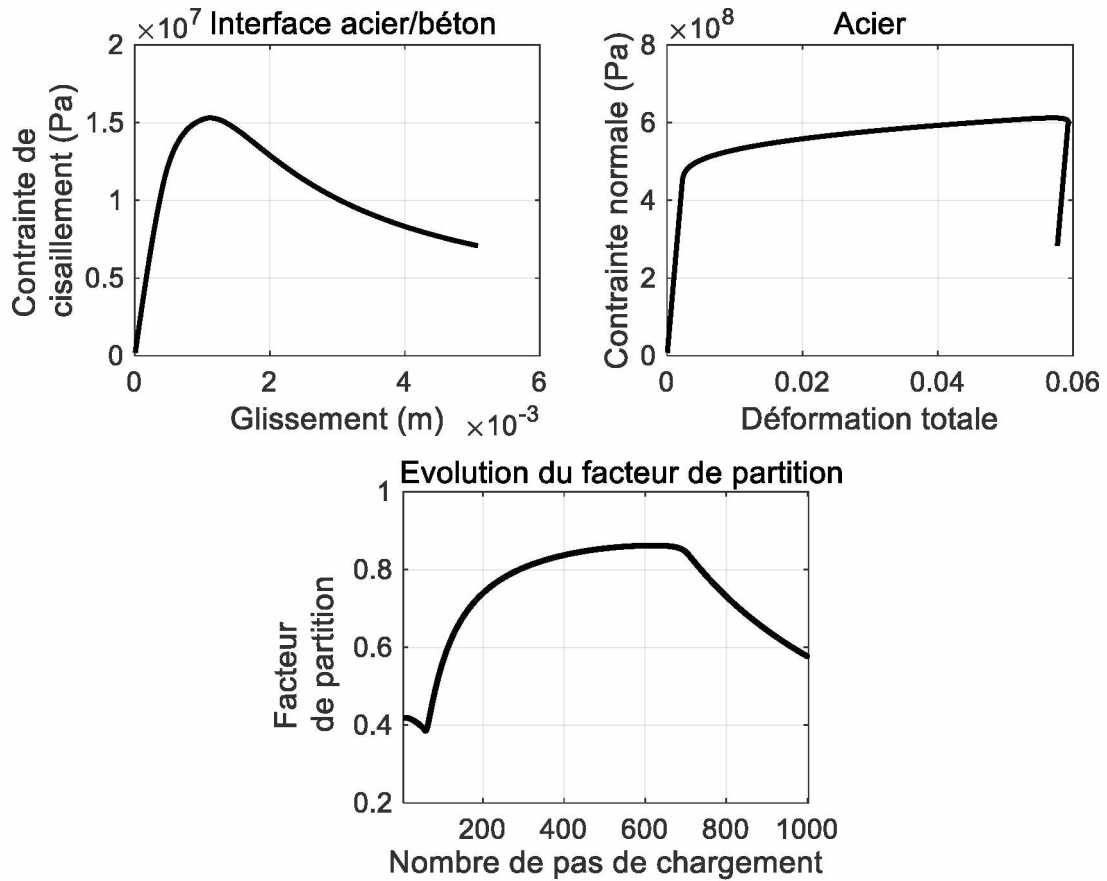 ×10^7 Interface acier/béton
2
1.5
1
0.5
0
0 2 4 6
Contrainte de
cisaillement (Pa)
Glissement (m) ×10^-3
×10^8 Acier
8
6
4
2
0
0 0.02 0.04 0.06
Contrainte normale (Pa)
Déformation totale
Evolution du facteur de partition
1
0.8
0.6
0.4
0.2
200 400 600 800 1000
Facteur
de partition
Nombre de pas de chargement